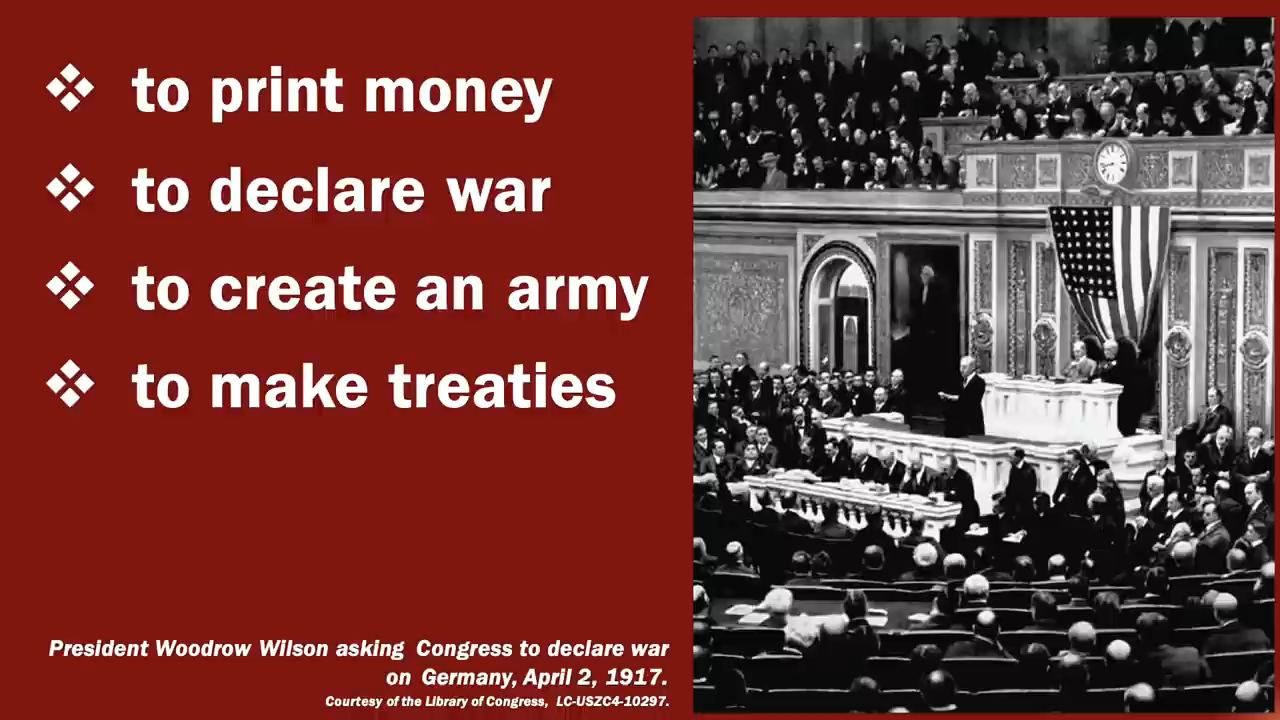 ❖ to print money
❖ to declare war
❖ to create an army
❖ to make treaties
President Woodrow Wilson asking Congress to declare war
on Germany, April 2, 1917.
Courtesy of the Library of Congress, LC-USZC4-10297.